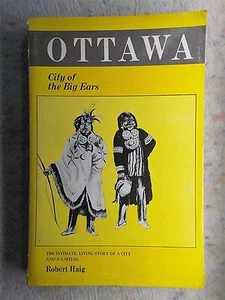 OTTAWA
City of
the Big Ears
THE INTIMATE, LIVING STORY OF A CITY
AND A CAPITAL
Robert Haig